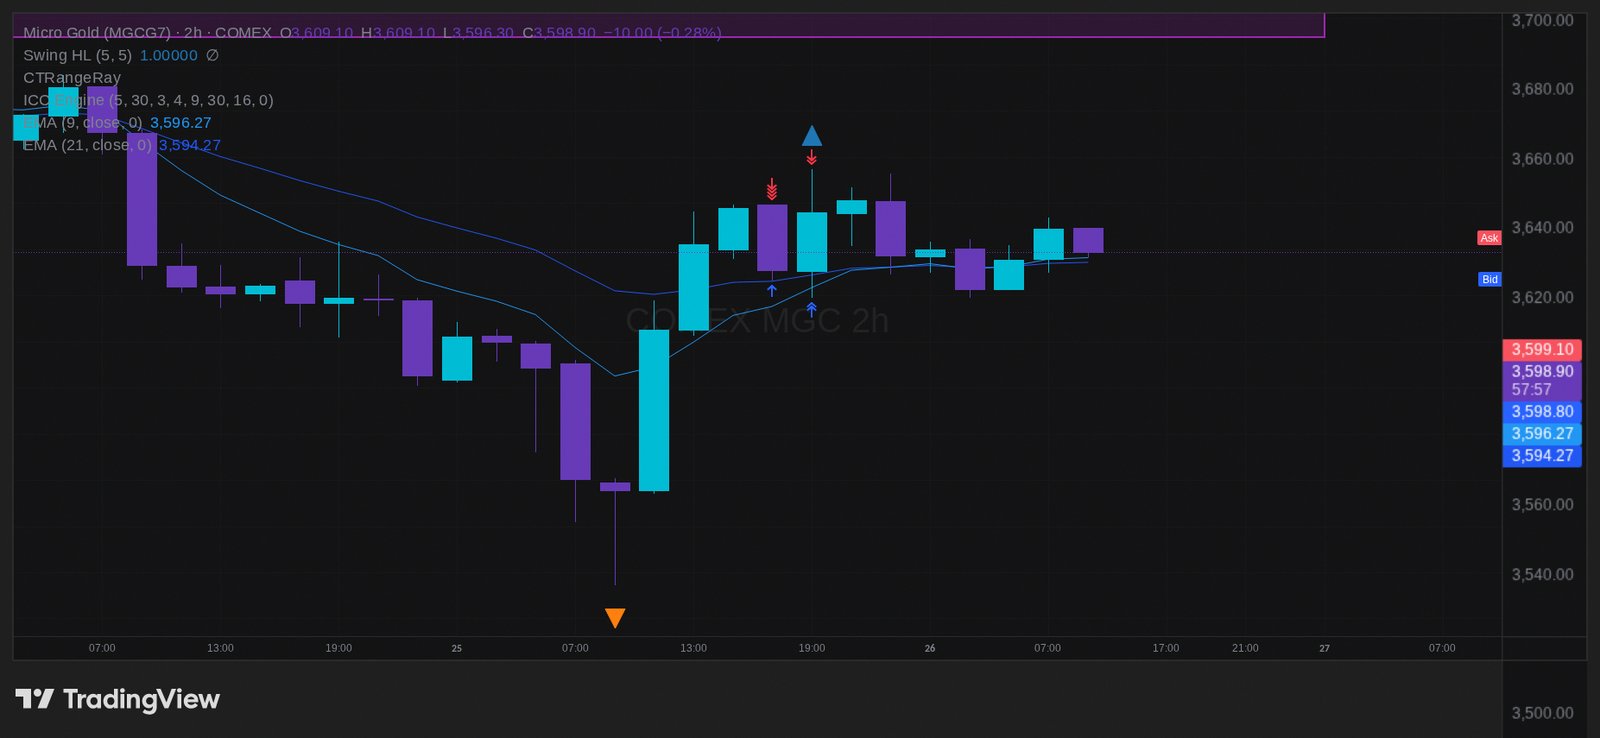 Micro Gold (MGCG7) · 2h · COMEX O3,609.10 H3,609.10 L3,596.30 C3,598.90 −10.00 (−0.28%)
Swing HL (5, 5) 1.00000 ∅
CTRangeRay
ICC Engine (5, 30, 3, 4, 9, 30, 16, 0)
EMA (9, close, 0) 3,596.27
EMA (21, close, 0) 3,594.27
COMEX MGC 2h
3,700.00
3,680.00
3,660.00
3,640.00
Ask
Bid
3,620.00
3,599.10
3,598.90
57:57
3,598.80
3,596.27
3,594.27
3,560.00
3,540.00
3,500.00
07:00 13:00 19:00 25 07:00 13:00 19:00 26 07:00 17:00 21:00 27 07:00
TradingView